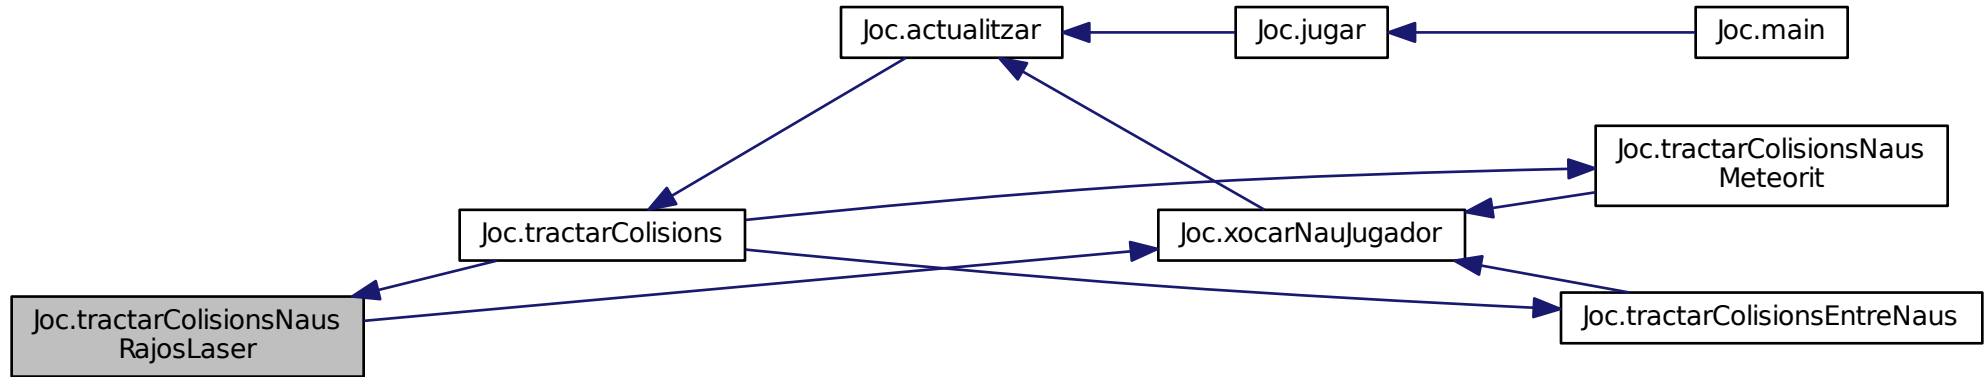 Joc.actualitzar
Joc.jugar
Joc.main
Joc.tractarColisionsNaus
Meteorit
Joc.tractarColisions
Joc.xocarNauJugador
Joc.tractarColisionsNaus
RajosLaser
Joc.tractarColisionsEntreNaus